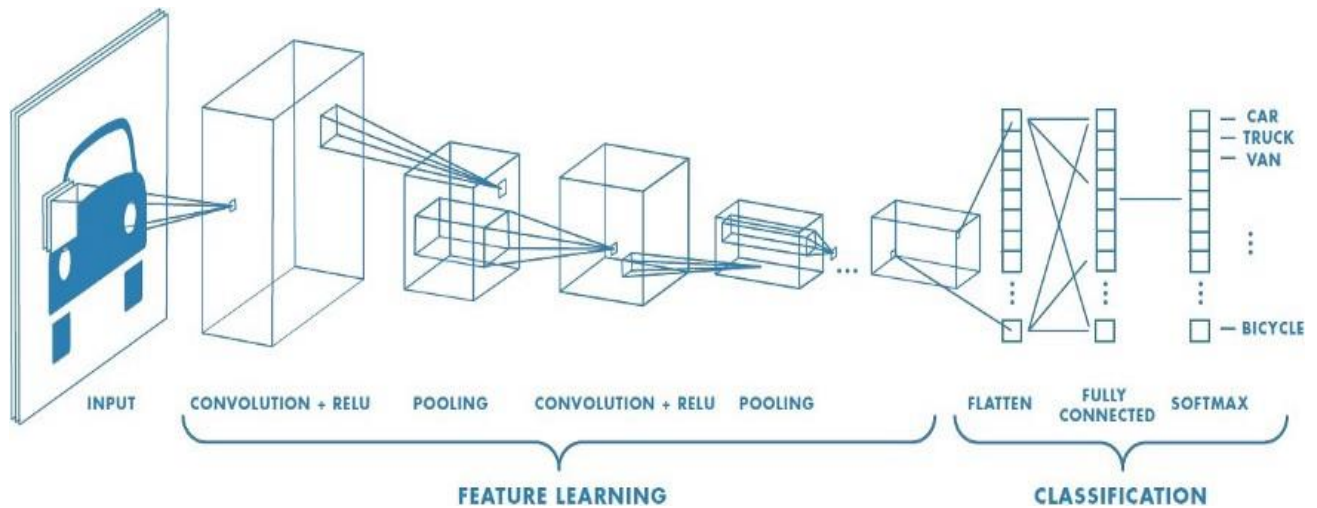 CAR
TRUCK
VAN
BICYCLE
INPUT
CONVOLUTION + RELU
POOLING
CONVOLUTION + RELU
POOLING
FLATTEN
FULLY
CONNECTED
SOFTMAX
FEATURE LEARNING
CLASSIFICATION